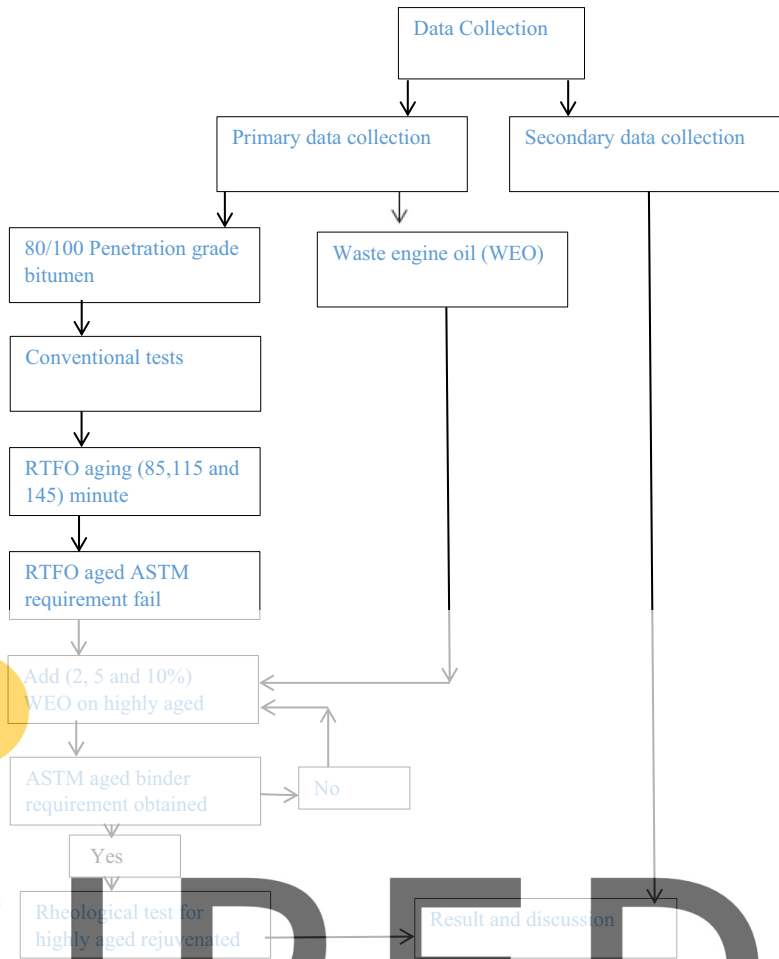 Data Collection
Primary data collection
Secondary data collection
80/100 Penetration grade
bitumen
Waste engine oil (WEO)
Conventional tests
RTFO aging (85,115 and
145) minute
RTFO aged ASTM
requirement fail
Add (2, 5 and 10%)
WEO on highly aged
ASTM aged binder
requirement obtained
No
Yes
Rheological test for
highly aged rejuvenated
Result and discussion